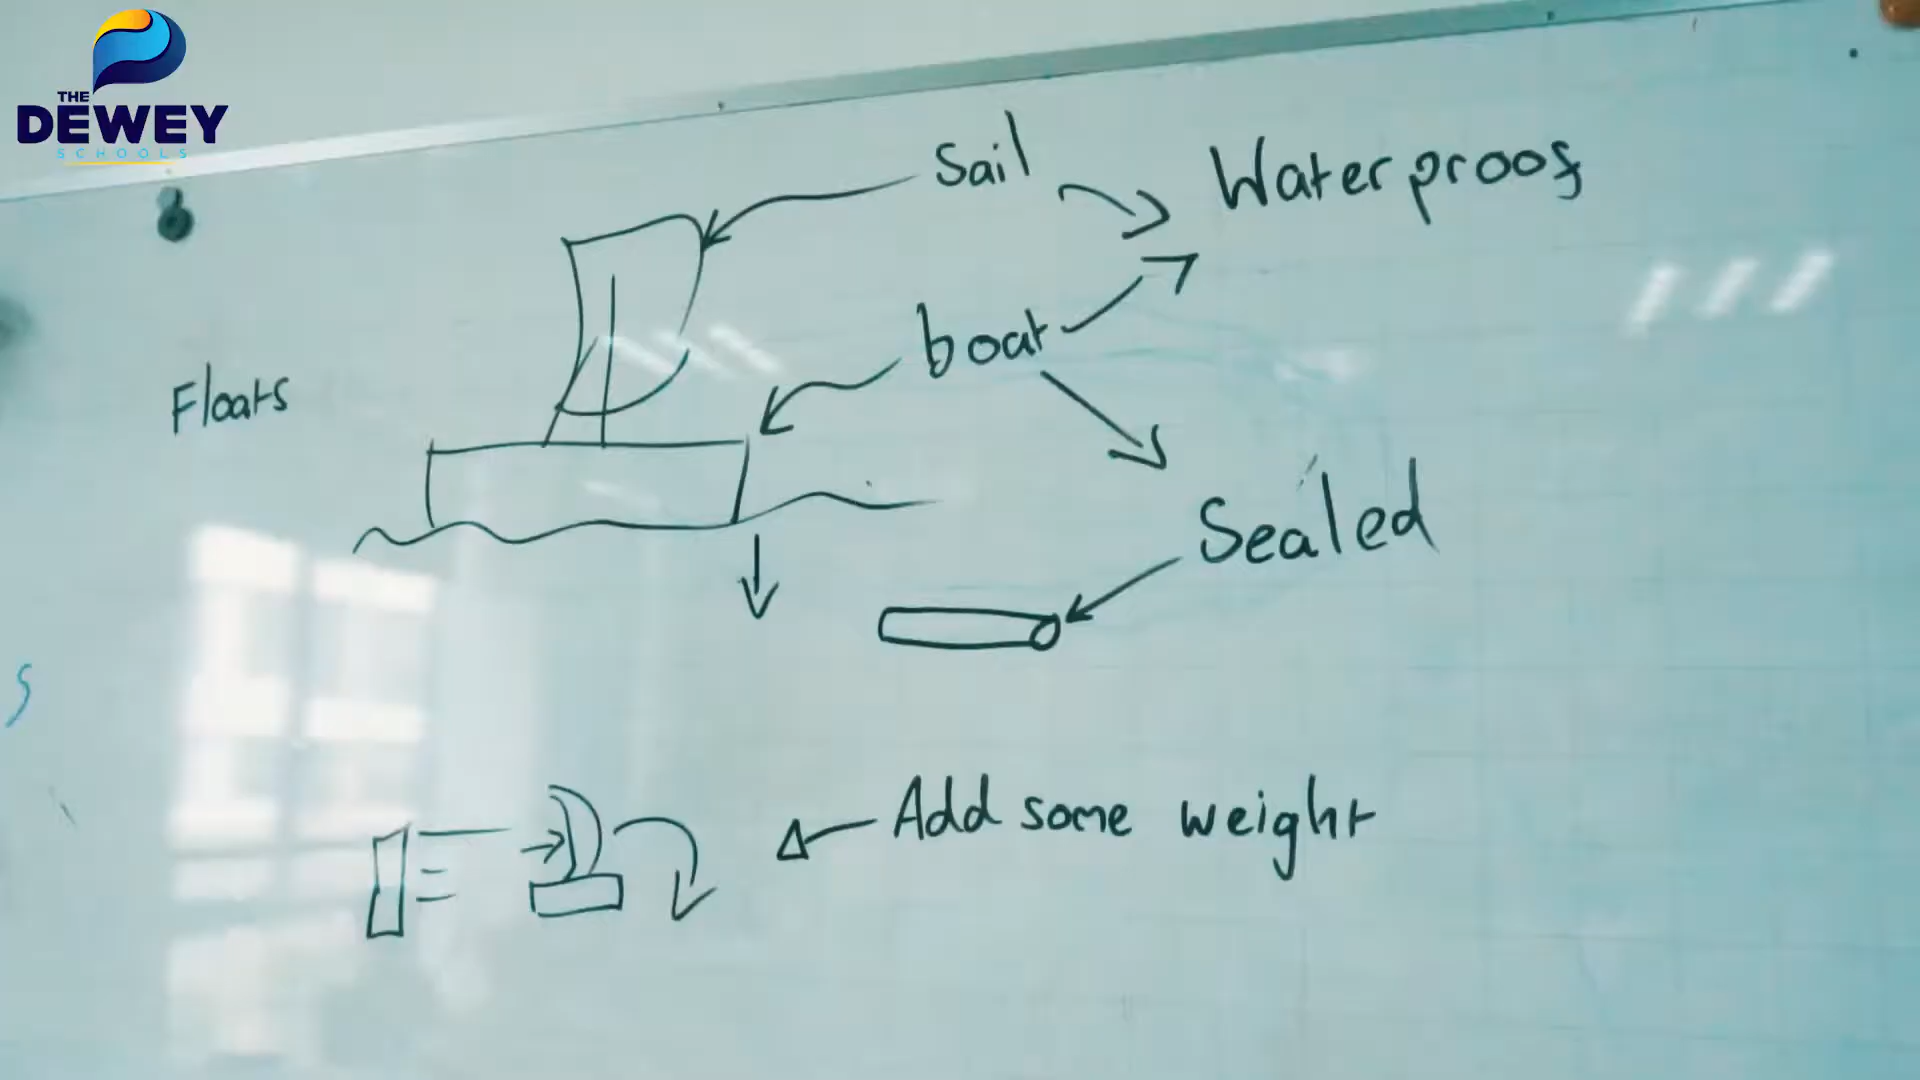 THE
DEWEY
SCHOOLS
Sail
Waterproof
boat
Floats
Sealed
S
Add some weight